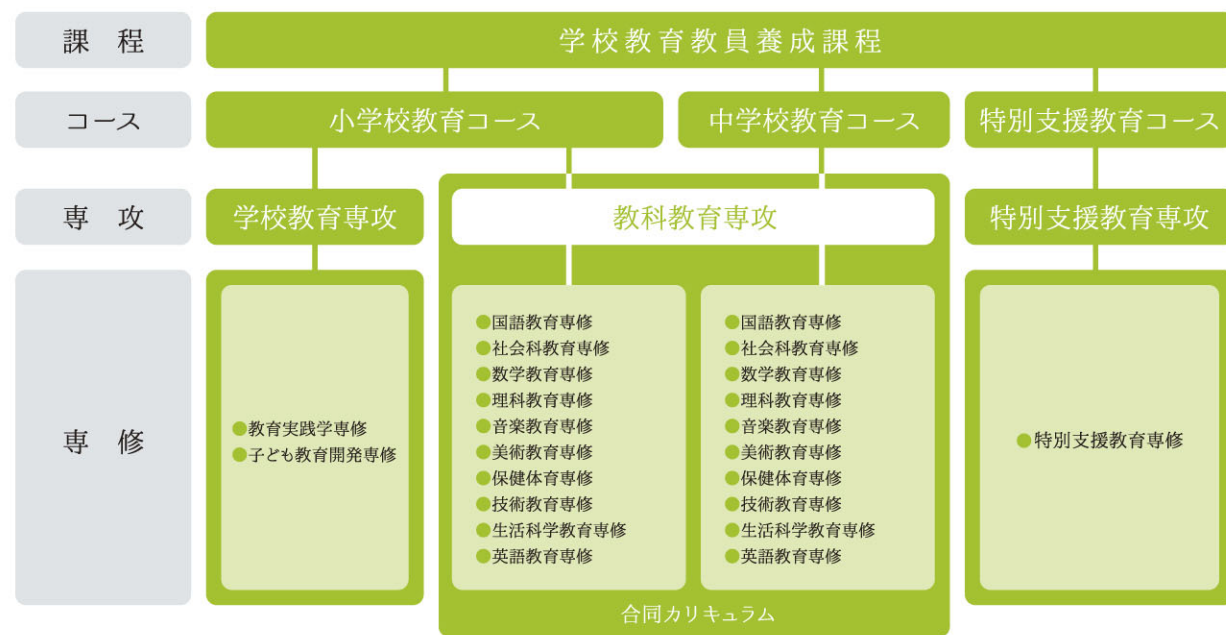 課程
学校教育教員養成課程
コース
小学校教育コース
中学校教育コース
特別支援教育コース
専攻
学校教育専攻
教科教育専攻
特別支援教育専攻
専修
●教育実践学専修
●子ども教育開発専修
●国語教育専修
●社会科教育専修
●数学教育専修
●理科教育専修
●音楽教育専修
●美術教育専修
●保健体育専修
●技術教育専修
●生活科学教育専修
●英語教育専修
●国語教育専修
●社会科教育専修
●数学教育専修
●理科教育専修
●音楽教育専修
●美術教育専修
●保健体育専修
●技術教育専修
●生活科学教育専修
●英語教育専修
●特別支援教育専修
合同カリキュラム